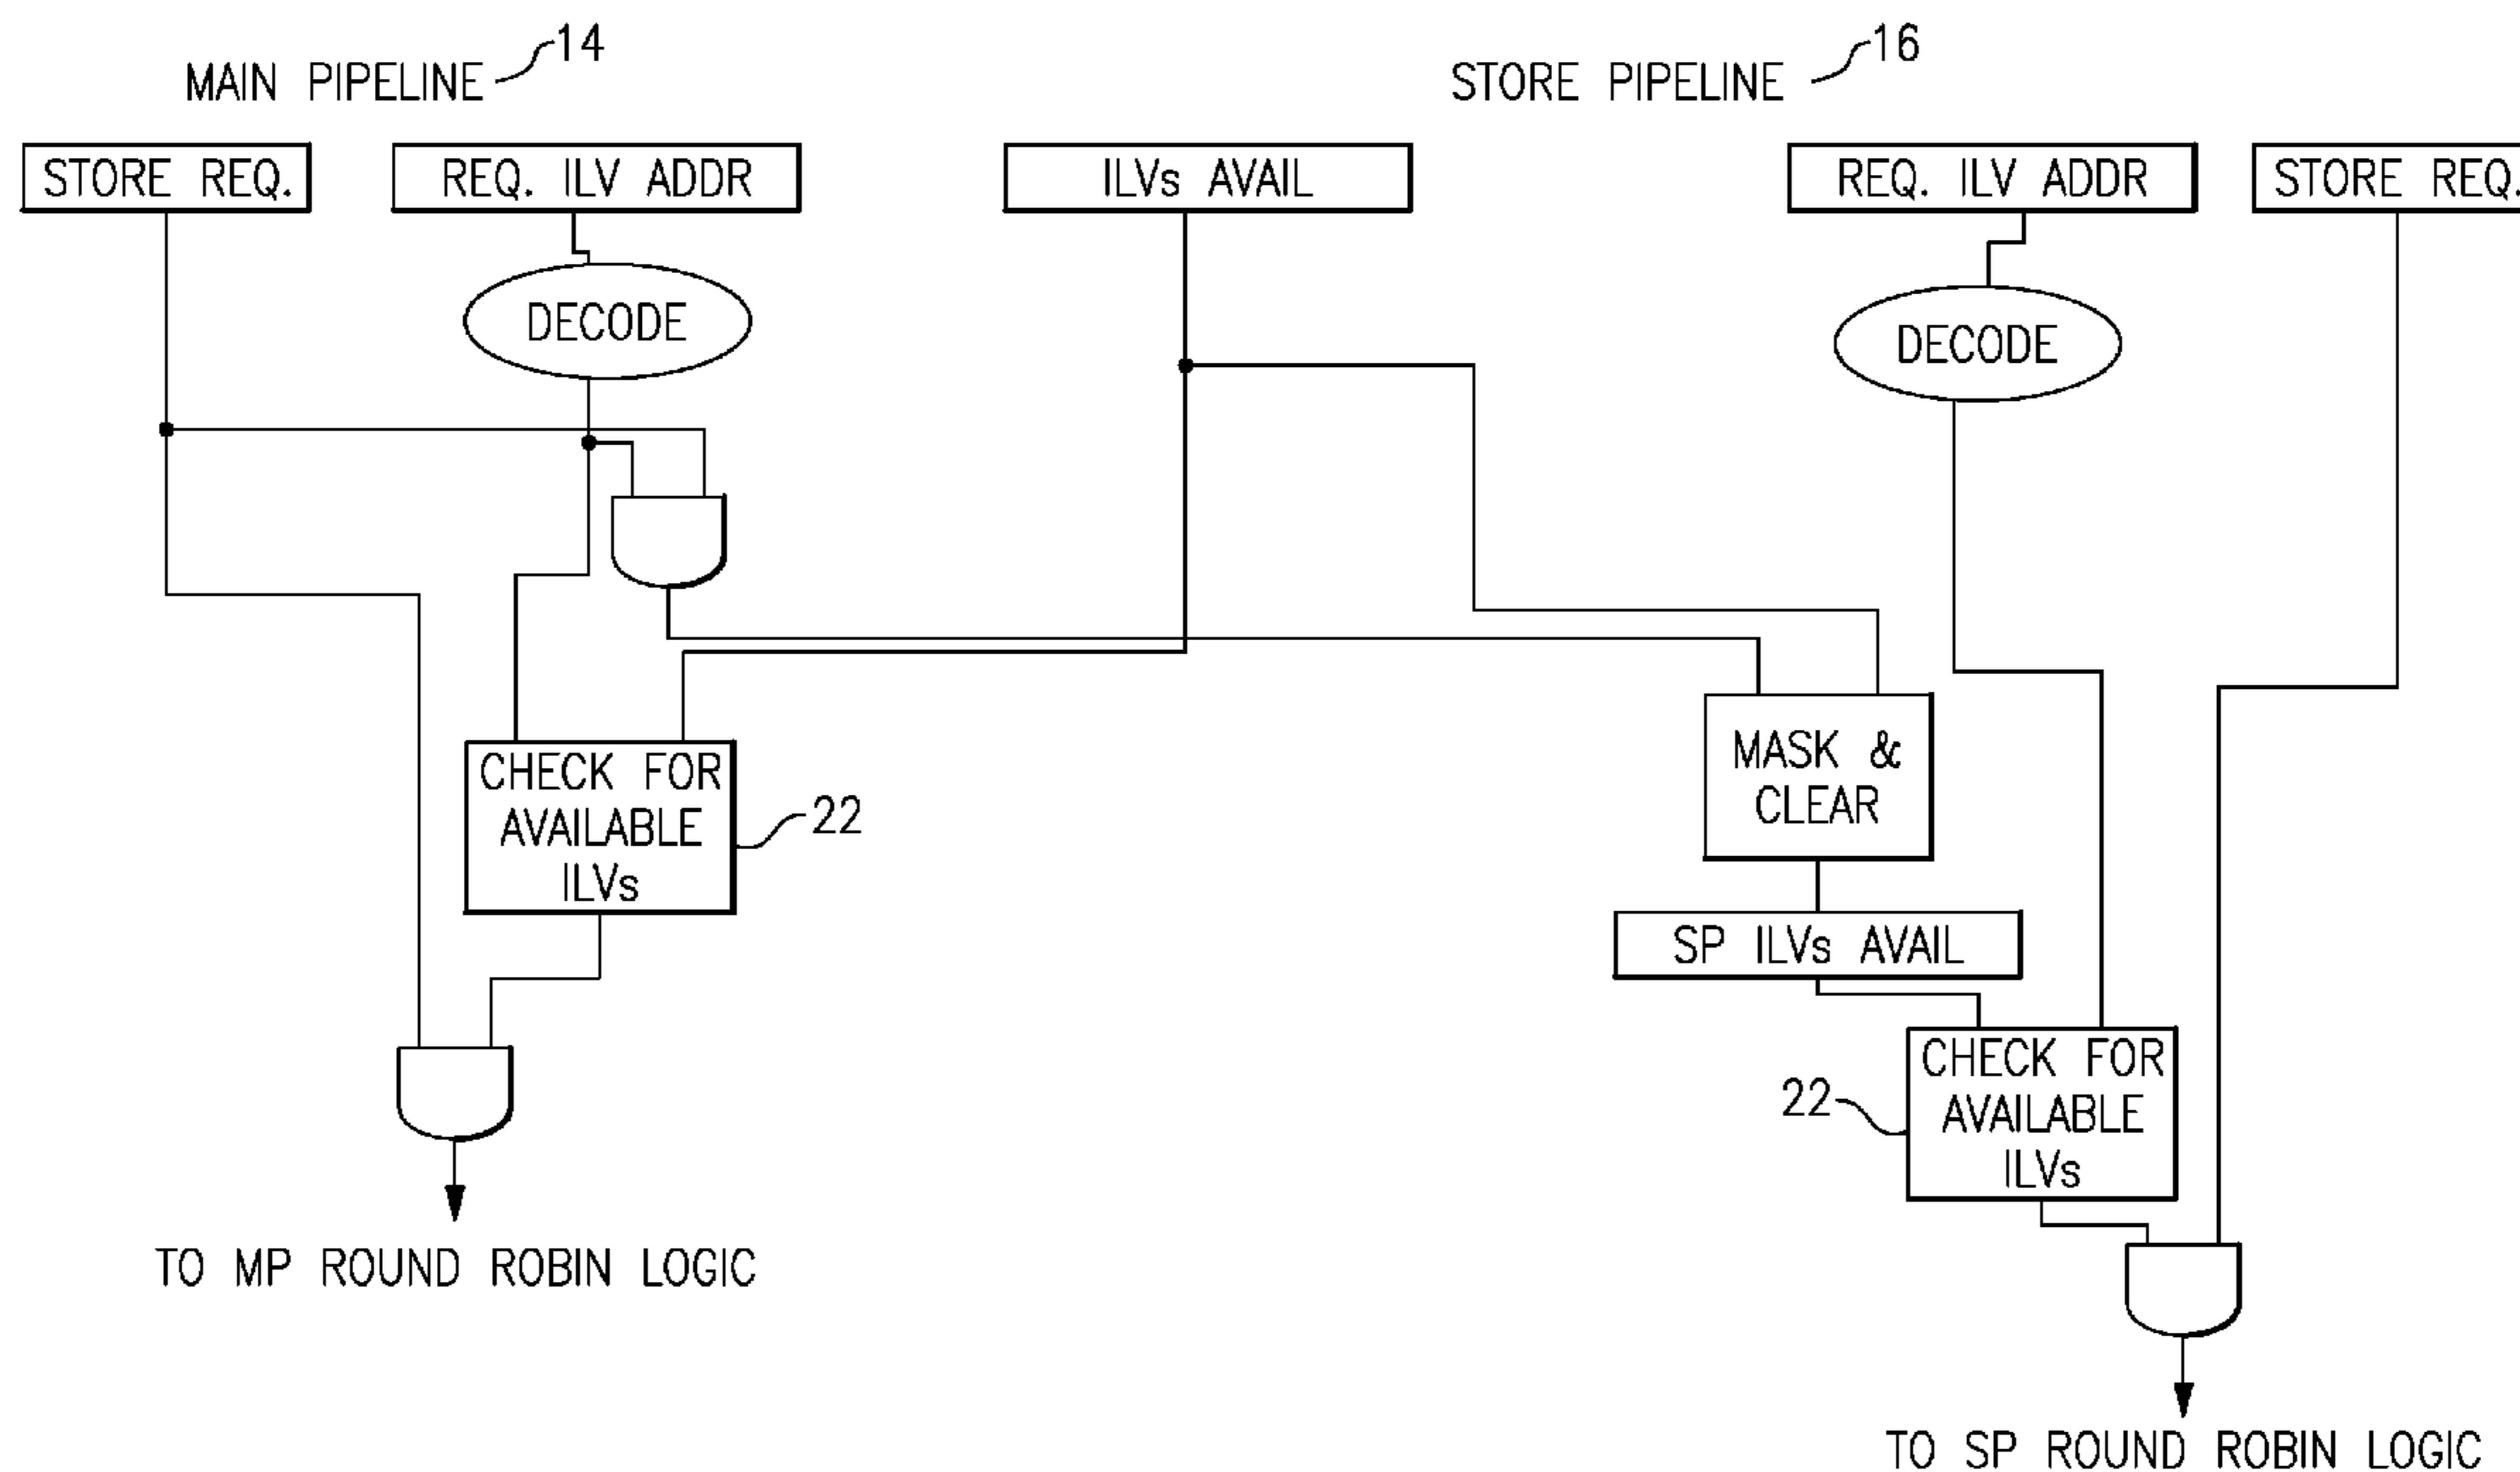 MAIN PIPELINE 14
STORE PIPELINE 16
STORE REQ.
REQ. ILV ADDR
ILVs AVAIL
REQ. ILV ADDR
STORE REQ.
DECODE
DECODE
MASK &
CLEAR
CHECK FOR
AVAILABLE
ILVs
22
SP ILVs AVAIL
CHECK FOR
AVAILABLE
ILVs
22
TO MP ROUND ROBIN LOGIC
TO SP ROUND ROBIN LOGIC